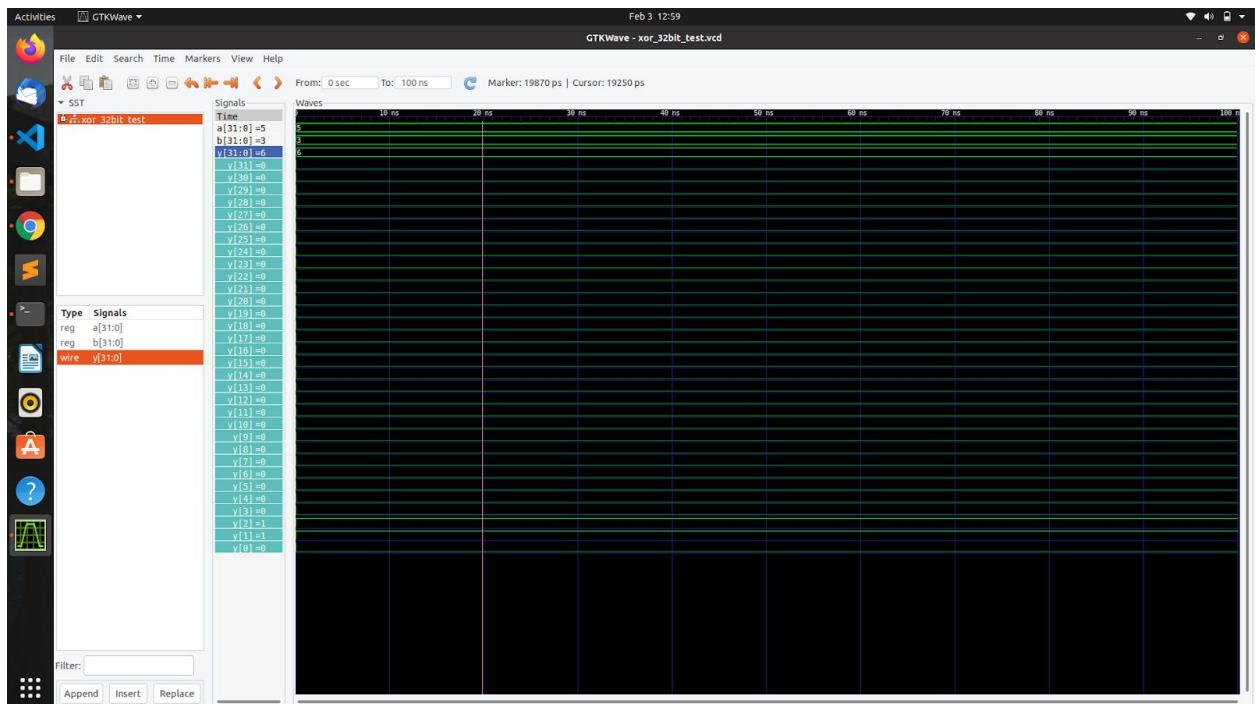 Activities GTKWave Feb 3 12:59
GTKWave - xor_32bit_test.vcd
File Edit Search Time Markers View Help
From: 0 sec To: 100 ns Marker: 19870 ps | Cursor: 19250 ps
SST
xor_32bit_test
Type Signals
reg a[31:0]
reg b[31:0]
wire y[31:0]
Filter:
Append Insert Replace
Signals
Time
a[31:0] =5
b[31:0] =3
y[31:0] =6
y[31] =0
y[30] =0
y[29] =0
y[28] =0
y[27] =0
y[26] =0
y[25] =0
y[24] =0
y[23] =0
y[22] =0
y[21] =0
y[20] =0
y[19] =0
y[18] =0
y[17] =0
y[16] =0
y[15] =0
y[14] =0
y[13] =0
y[12] =0
y[11] =0
y[10] =0
y[9] =0
y[8] =0
y[7] =0
y[6] =0
y[5] =0
y[4] =0
y[3] =0
y[2] =1
y[1] =1
y[0] =0
Waves
10 ns 20 ns 30 ns 40 ns 50 ns 60 ns 70 ns 80 ns 90 ns 100 n
5
3
6